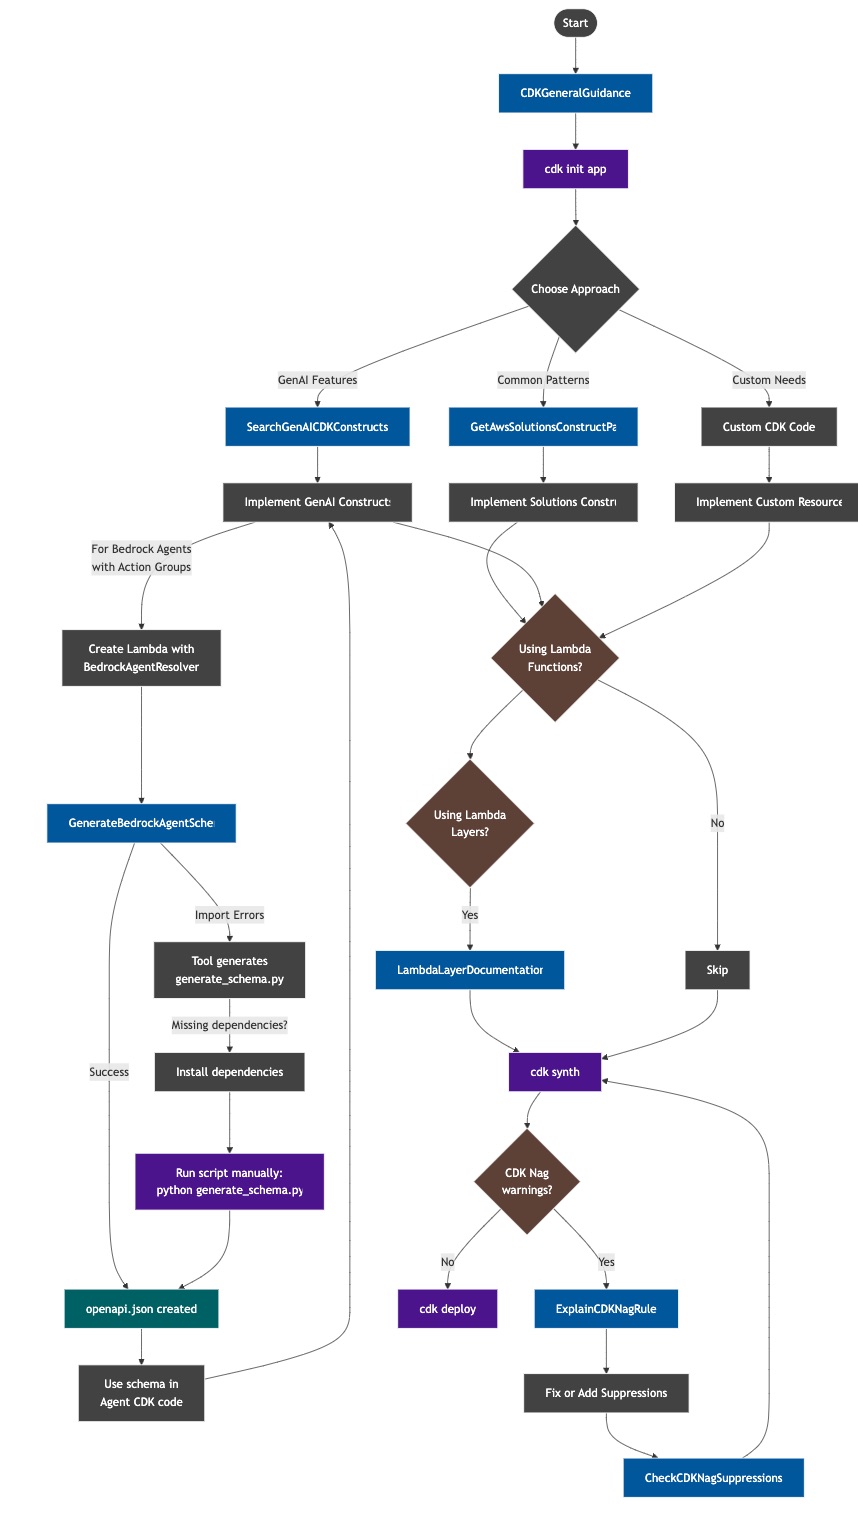 Start
CDKGeneralGuidance
cdk init app
Choose Approach
GenAI Features
Common Patterns
Custom Needs
SearchGenAICDKConstructs
GetAwsSolutionsConstructPa
Custom CDK Code
Implement GenAI Constructs
Implement Solutions Constru
Implement Custom Resource
For Bedrock Agents
with Action Groups
Create Lambda with
BedrockAgentResolver
Using Lambda
Functions?
GenerateBedrockAgentSche
Using Lambda
Layers?
No
Import Errors
Yes
Tool generates
generate_schema.py
LambdaLayerDocumentation
Skip
Missing dependencies?
Success
Install dependencies
cdk synth
Run script manually:
python generate_schema.py
CDK Nag
warnings?
No
Yes
openapi.json created
cdk deploy
ExplainCDKNagRule
Use schema in
Agent CDK code
Fix or Add Suppressions
CheckCDKNagSuppressions